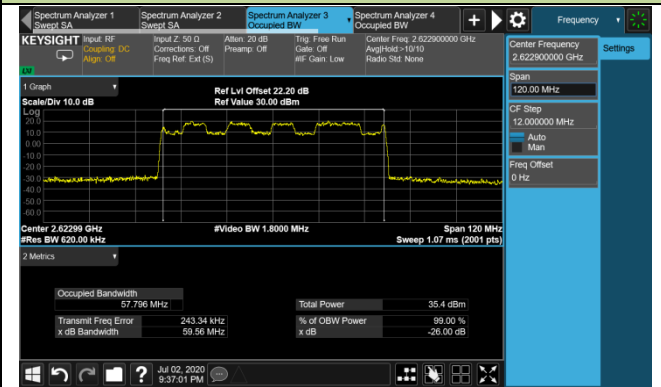 Spectrum Analyzer 1
Swept SA
Spectrum Analyzer 2
Swept SA
Spectrum Analyzer 3
Occupied BW
Spectrum Analyzer 4
Occupied BW
+
Frequency
KEYSIGHT
Input: RF
Coupling: DC
Align: Off
Input Z: 50 Ω
Corrections: Off
Freq Ref: Ext (S)
Atten: 20 dB
Preamp: Off
Trig: Free Run
Gate: Off
#IF Gain: Low
Center Freq: 2.622900000 GHz
Avg|Hold:>10/10
Radio Std: None
Center Frequency
2.622900000 GHz
Settings
Span
120.00 MHz
CF Step
12.000000 MHz
Auto
Man
Freq Offset
0 Hz
LV
1 Graph
Scale/Div 10.0 dB
Ref Lvl Offset 22.20 dB
Ref Value 30.00 dBm
Log
20.0
10.0
0.00
-10.0
-20.0
-30.0
-40.0
-50.0
-60.0
Center 2.62299 GHz
#Res BW 620.00 kHz
#Video BW 1.8000 MHz
Span 120 MHz
Sweep 1.07 ms (2001 pts)
2 Metrics
Occupied Bandwidth
57.796 MHz
Total Power 35.4 dBm
Transmit Freq Error 243.34 kHz
% of OBW Power 99.00 %
x dB Bandwidth 59.56 MHz
x dB -26.00 dB
?
Jul 02, 2020
9:37:01 PM